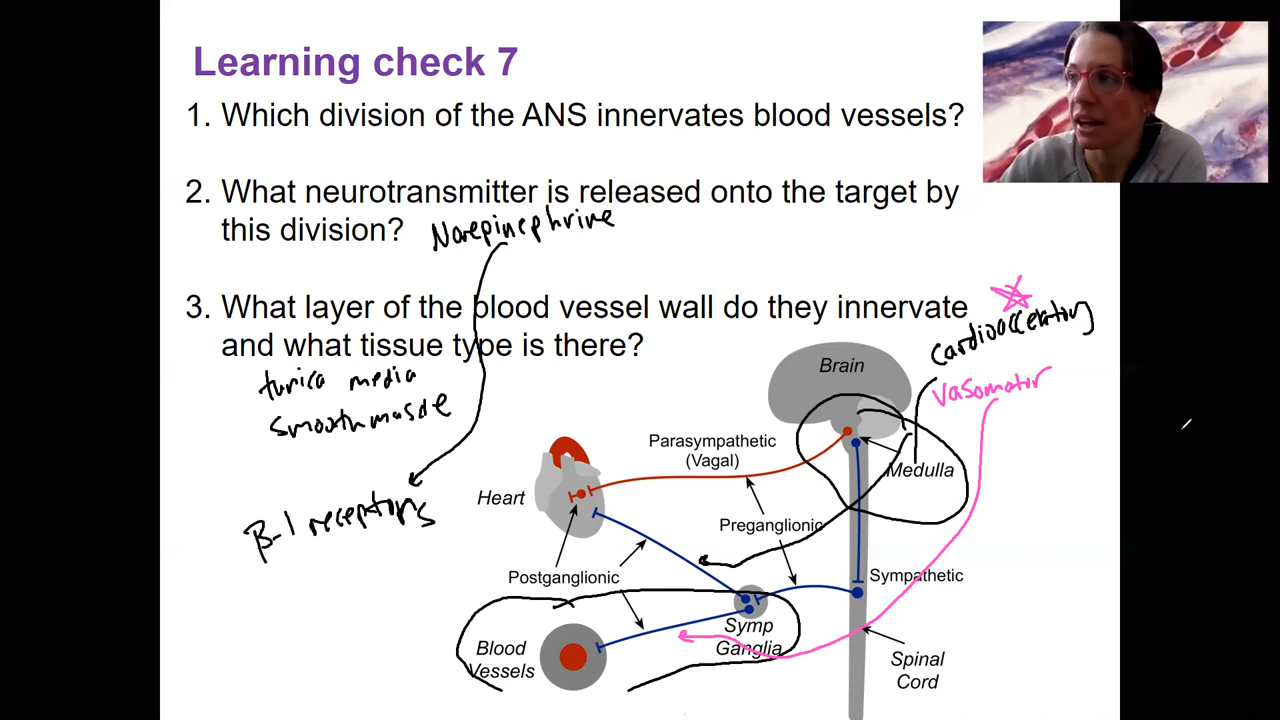 Learning check 7
1. Which division of the ANS innervates blood vessels?
2. What neurotransmitter is released onto the target by
this division?
Norepinephrine
3. What layer of the blood vessel wall do they innervate
and what tissue type is there?
tunica media
smooth muscle
β-1 receptors
vasomotor
Brain
Parasympathetic
(Vagal)
Medulla
Heart
Preganglionic
Postganglionic
Sympathetic
Symp
Ganglia
Blood
Vessels
Spinal
Cord